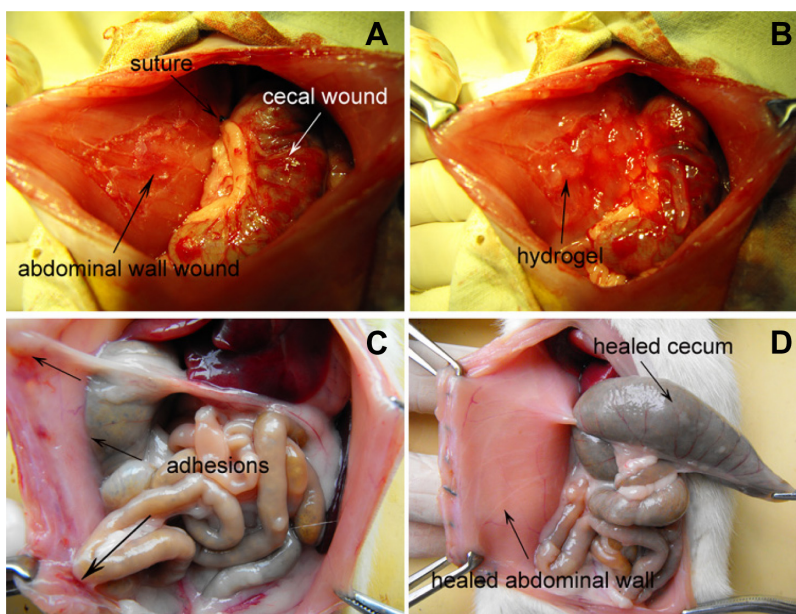 A
suture
cecal wound
abdominal wall wound
B
hydrogel
C
adhesions
D
healed cecum
healed abdominal wall